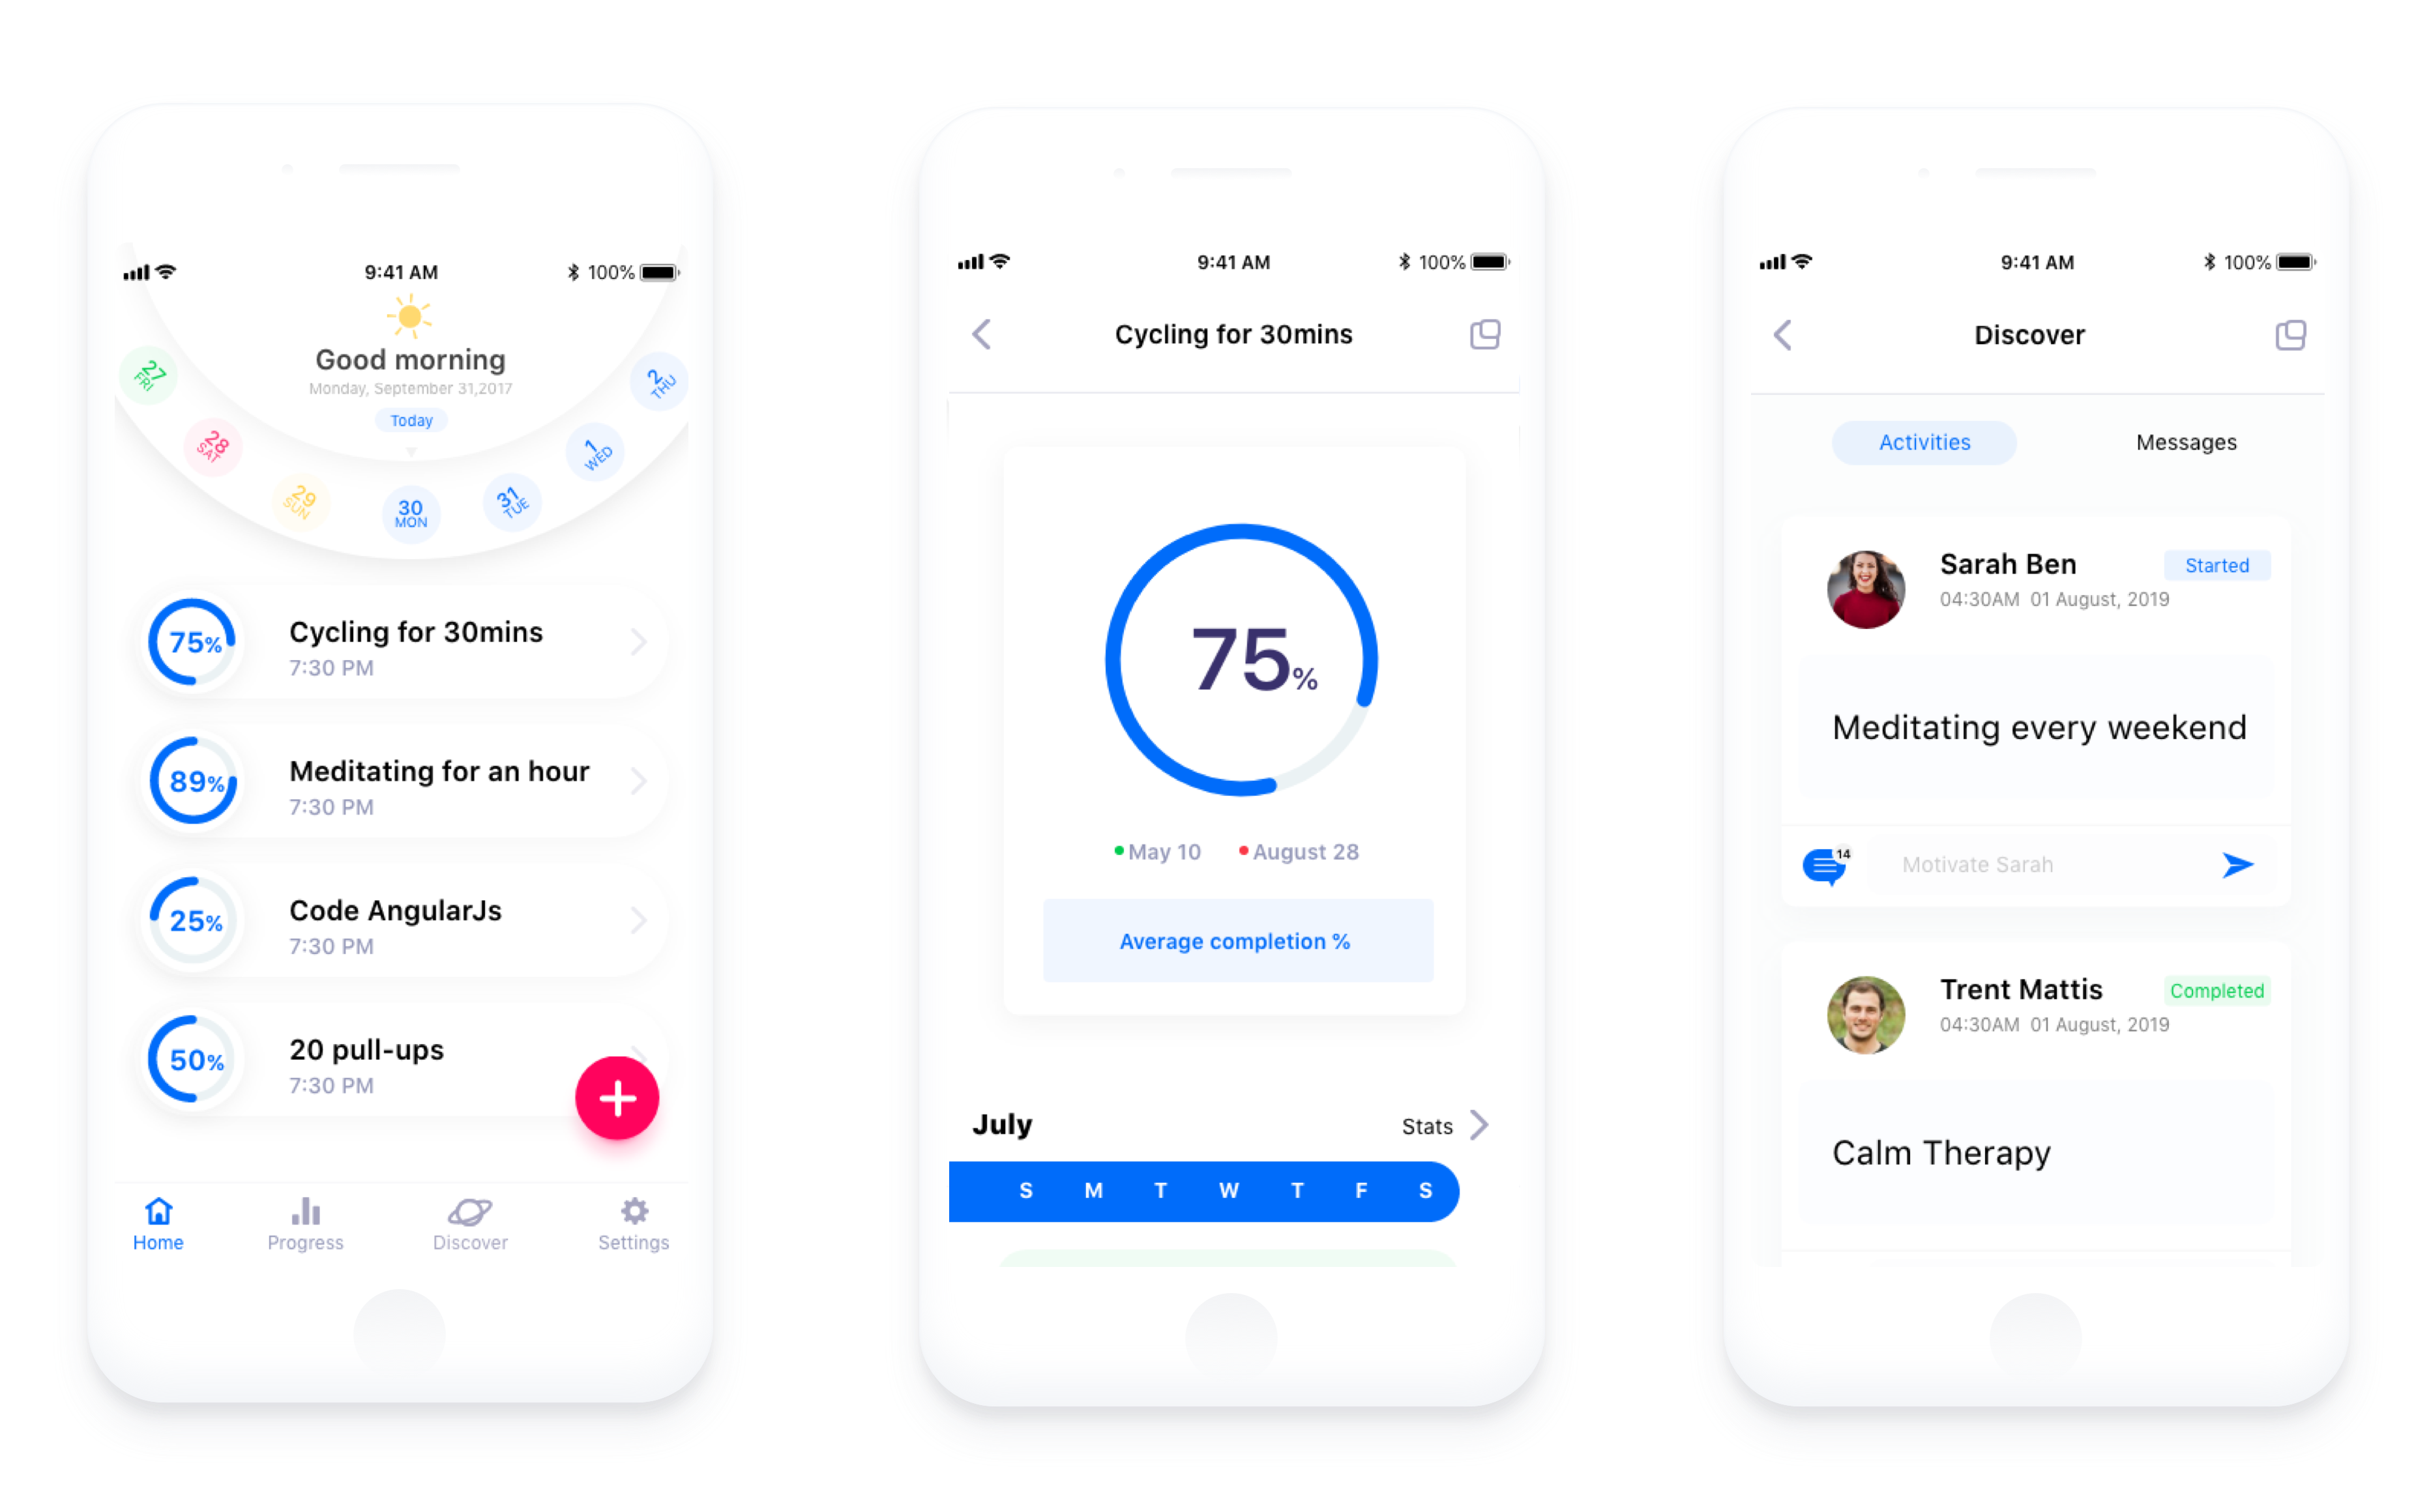 9:41 AM
100%
Good morning
Monday, September 31,2017
Today
27
FRI
28
SAT
29
SUN
30
MON
31
TUE
1
WED
2
THU
75%
Cycling for 30mins
7:30 PM
89%
Meditating for an hour
7:30 PM
25%
Code AngularJs
7:30 PM
50%
20 pull-ups
7:30 PM
Home
Progress
Discover
Settings
9:41 AM
100%
Cycling for 30mins
75%
May 10
August 28
Average completion %
July
Stats
S M T W T F S
9:41 AM
100%
Discover
Activities
Messages
Sarah Ben
Started
04:30AM 01 August, 2019
Meditating every weekend
14
Motivate Sarah
Trent Mattis
Completed
04:30AM 01 August, 2019
Calm Therapy